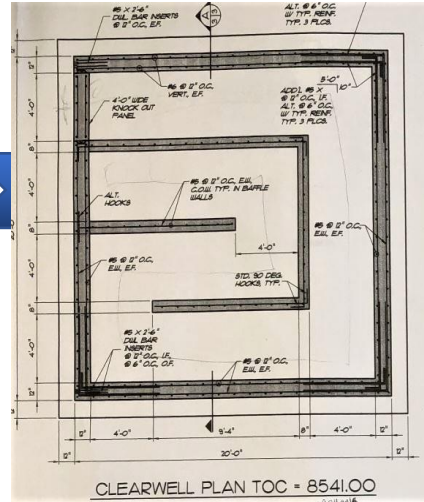 #5 X 2'-6"
DWL BAR INSERTS
@ 12" O.C., E.F.
ALT. @ 6" O.C.
W/ TYP. REINF.
TYP. 3 PLCS.
#6 @ 12" O.C.
VERT., E.F.
4'-0" WIDE
KNOCK OUT
PANEL
3'-0"
10"
ADD'L #5 X
@ 12" O.C., I.F.
ALT. @ 6" O.C.
W/ TYP. REINF.
TYP. 3 PLCS.
12"
4'-0"
8"
4'-0"
8"
4'-0"
8"
4'-0"
12"
#5 @ 12" O.C., E.W.
C.O.W. TYP. IN BAFFLE
WALLS
ALT.
HOOKS
#5 @ 12" O.C.
E.W., E.F.
4'-0"
#5 @ 12" O.C.,
E.W., E.F.
STD. 90 DEG.
HOOKS, TYP.
#5 X 2'-6"
DWL BAR
INSERTS
@ 12" O.C., I.F.
@ 6" O.C., O.F.
#5 @ 12" O.C.,
E.W., E.F.
12"
4'-0"
9'-4"
8"
4'-0"
12"
12"
20'-0"
12"
CLEARWELL PLAN TOC = 8541.00